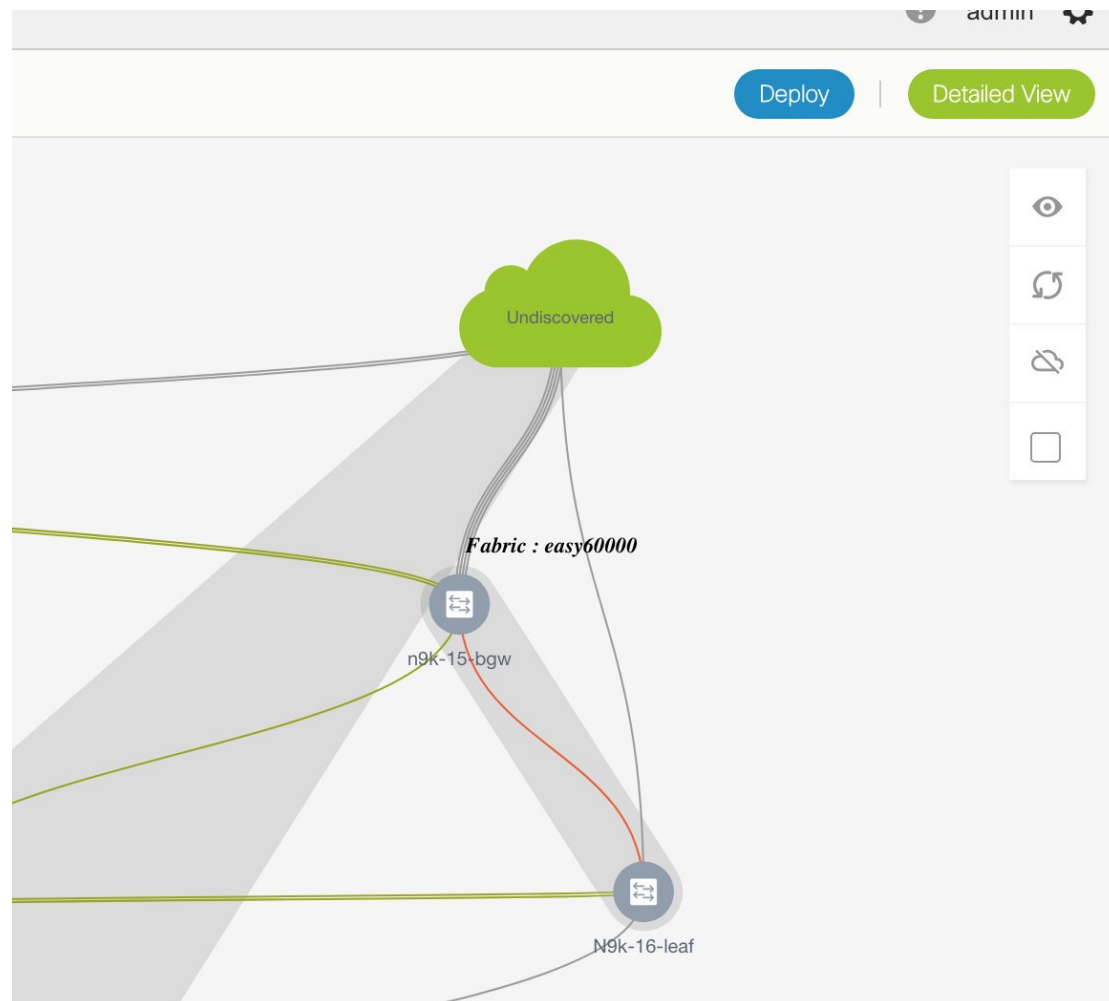 admin
Deploy
Detailed View
Undiscovered
Fabric : easy60000
n9k-15-bgw
N9k-16-leaf